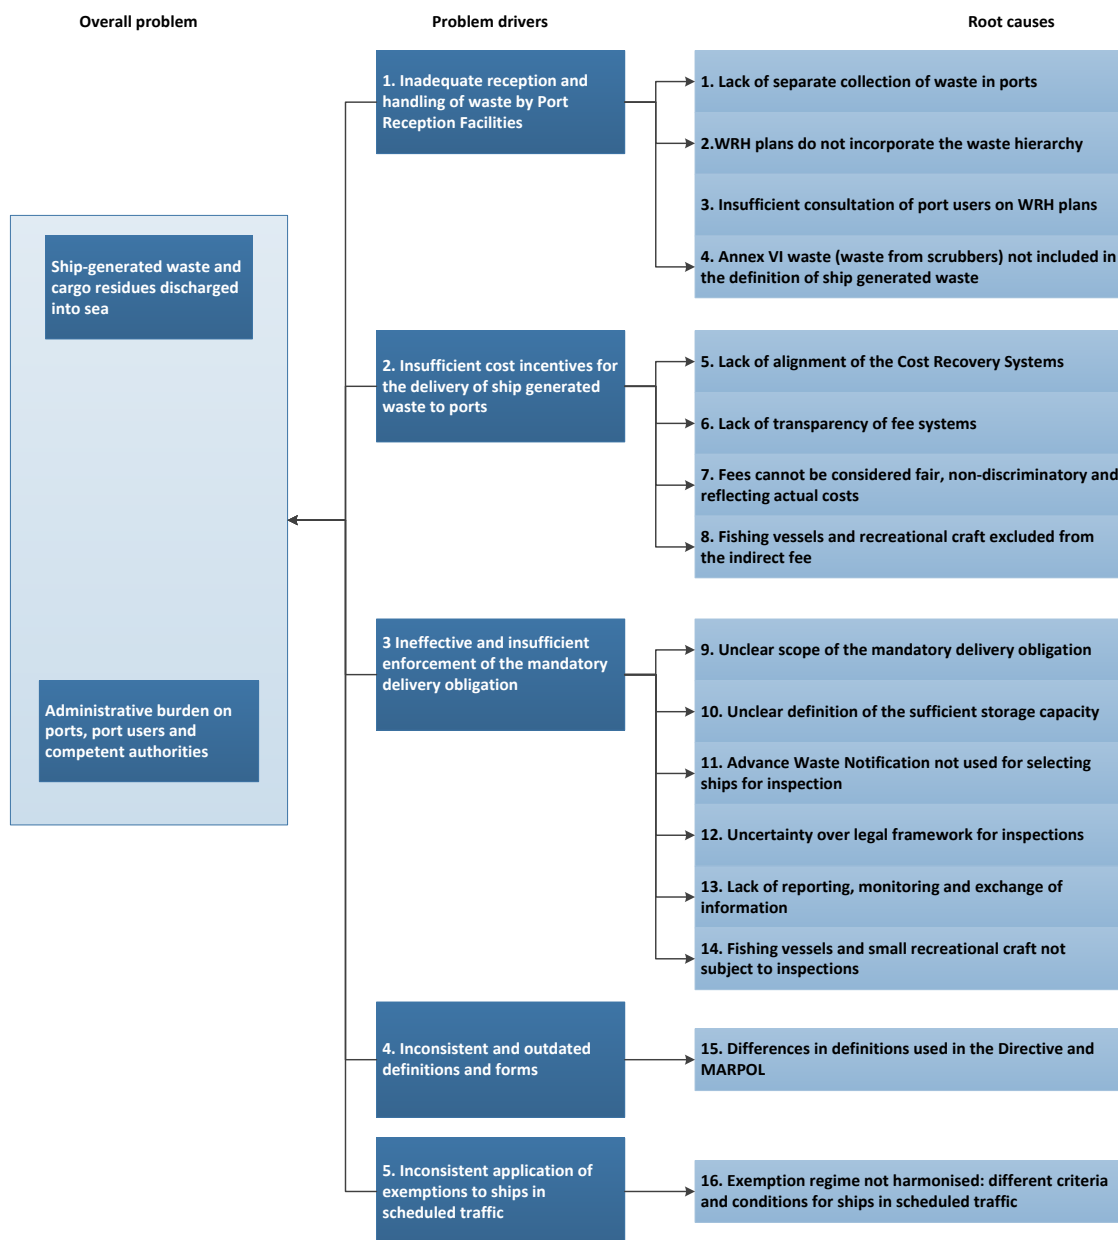 Overall problem
Problem drivers
Root causes
Ship-generated waste and
cargo residues discharged
into sea
Administrative burden on
ports, port users and
competent authorities
1. Inadequate reception and
handling of waste by Port
Reception Facilities
1. Lack of separate collection of waste in ports
2.WRH plans do not incorporate the waste hierarchy
3. Insufficient consultation of port users on WRH plans
4. Annex VI waste (waste from scrubbers) not included in
the definition of ship generated waste
2. Insufficient cost incentives for
the delivery of ship generated
waste to ports
5. Lack of alignment of the Cost Recovery Systems
6. Lack of transparency of fee systems
7. Fees cannot be considered fair, non-discriminatory and
reflecting actual costs
8. Fishing vessels and recreational craft excluded from
the indirect fee
3 Ineffective and insufficient
enforcement of the mandatory
delivery obligation
9. Unclear scope of the mandatory delivery obligation
10. Unclear definition of the sufficient storage capacity
11. Advance Waste Notification not used for selecting
ships for inspection
12. Uncertainty over legal framework for inspections
13. Lack of reporting, monitoring and exchange of
information
14. Fishing vessels and small recreational craft not
subject to inspections
4. Inconsistent and outdated
definitions and forms
15. Differences in definitions used in the Directive and
MARPOL
5. Inconsistent application of
exemptions to ships in
scheduled traffic
16. Exemption regime not harmonised: different criteria
and conditions for ships in scheduled traffic